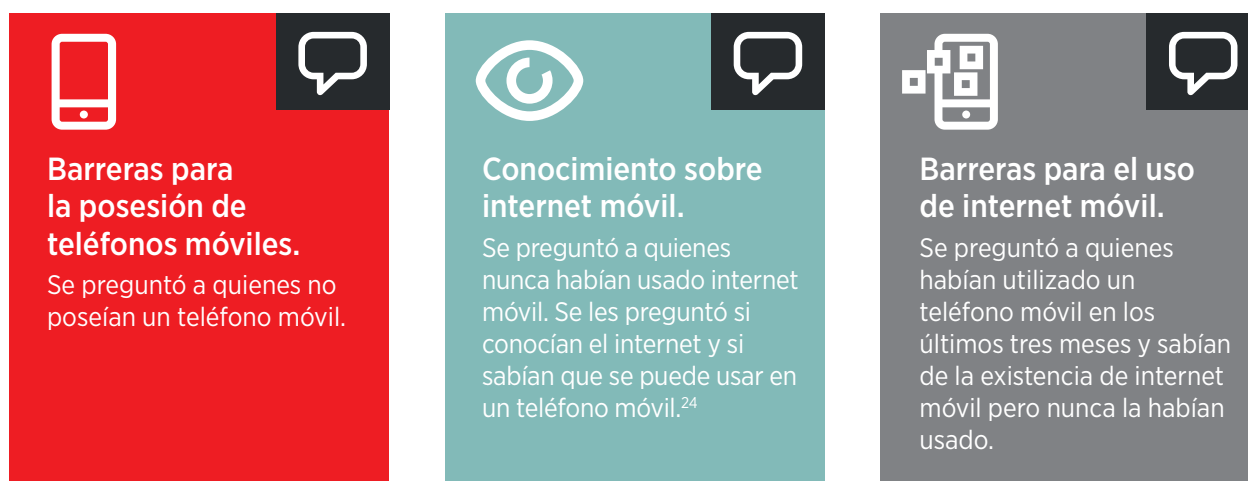 Barreras para
la posesión de
teléfonos móviles.
Se preguntó a quienes no
poseían un teléfono móvil.
Conocimiento sobre
internet móvil.
Se preguntó a quienes
nunca habían usado internet
móvil. Se les preguntó si
conocían el internet y si
sabían que se puede usar en
un teléfono móvil.24
Barreras para el uso
de internet móvil.
Se preguntó a quienes
habían utilizado un
teléfono móvil en los
últimos tres meses y sabían
de la existencia de internet
móvil pero nunca la habían
usado.